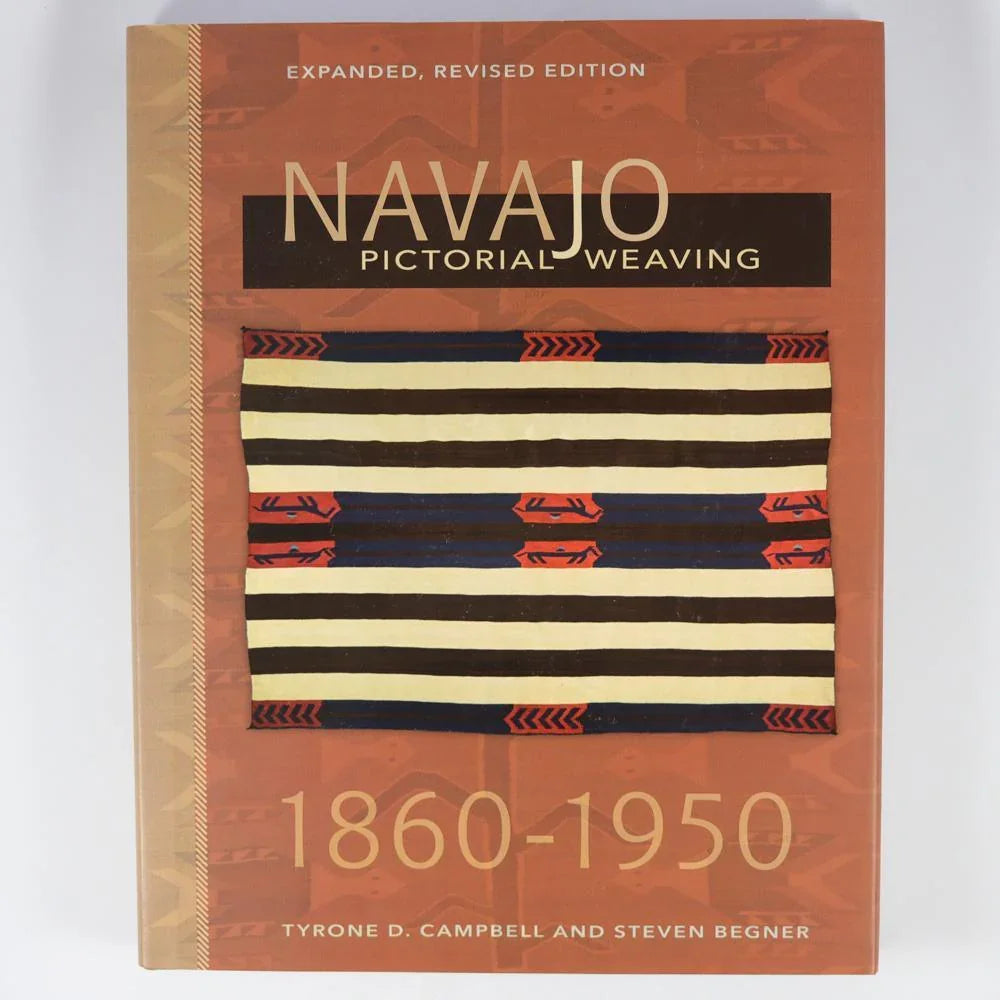 EXPANDED, REVISED EDITION
NAVAJO
PICTORIAL WEAVING
1860-1950
TYRONE D. CAMPBELL AND STEVEN BEGNER